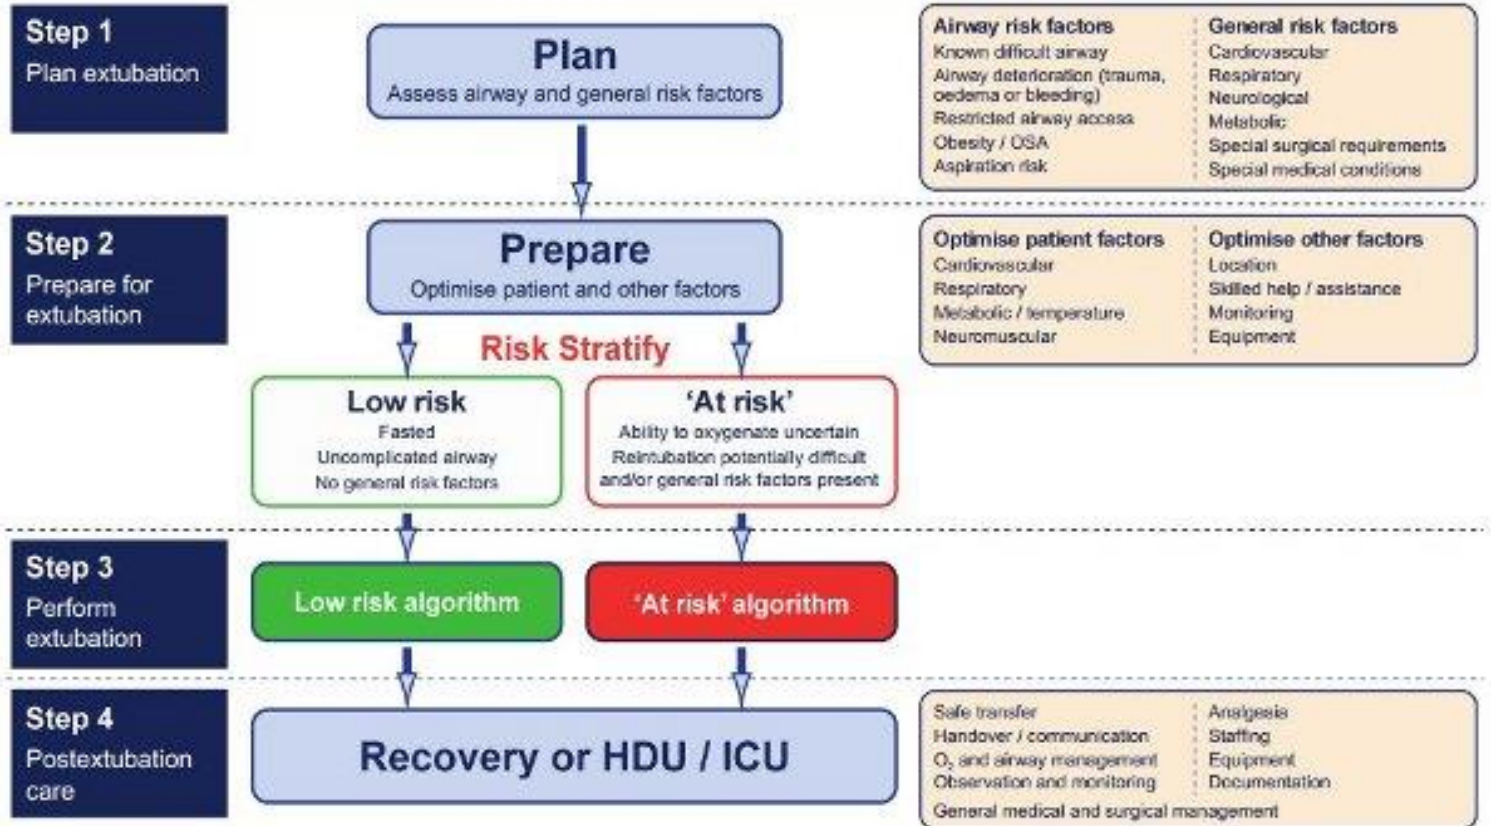 Step 1
Plan extubation
Plan
Assess airway and general risk factors
Airway risk factors
Known difficult airway
Airway deterioration (trauma,
oedema or bleeding)
Restricted airway access
Obesity / OSA
Aspiration risk
General risk factors
Cardiovascular
Respiratory
Neurological
Metabolic
Special surgical requirements
Special medical conditions
Step 2
Prepare for
extubation
Prepare
Optimise patient and other factors
Optimise patient factors
Cardiovascular
Respiratory
Metabolic / temperature
Neuromuscular
Optimise other factors
Location
Skilled help / assistance
Monitoring
Equipment
Risk Stratify
Low risk
Fasted
Uncomplicated airway
No general risk factors
‘At risk’
Ability to oxygenate uncertain
Reintubation potentially difficult
and/or general risk factors present
Step 3
Perform
extubation
Low risk algorithm
‘At risk’ algorithm
Step 4
Postextubation
care
Recovery or HDU / ICU
Safe transfer
Handover / communication
O₂ and airway management
Observation and monitoring
Analgesia
Staffing
Equipment
Documentation
General medical and surgical management